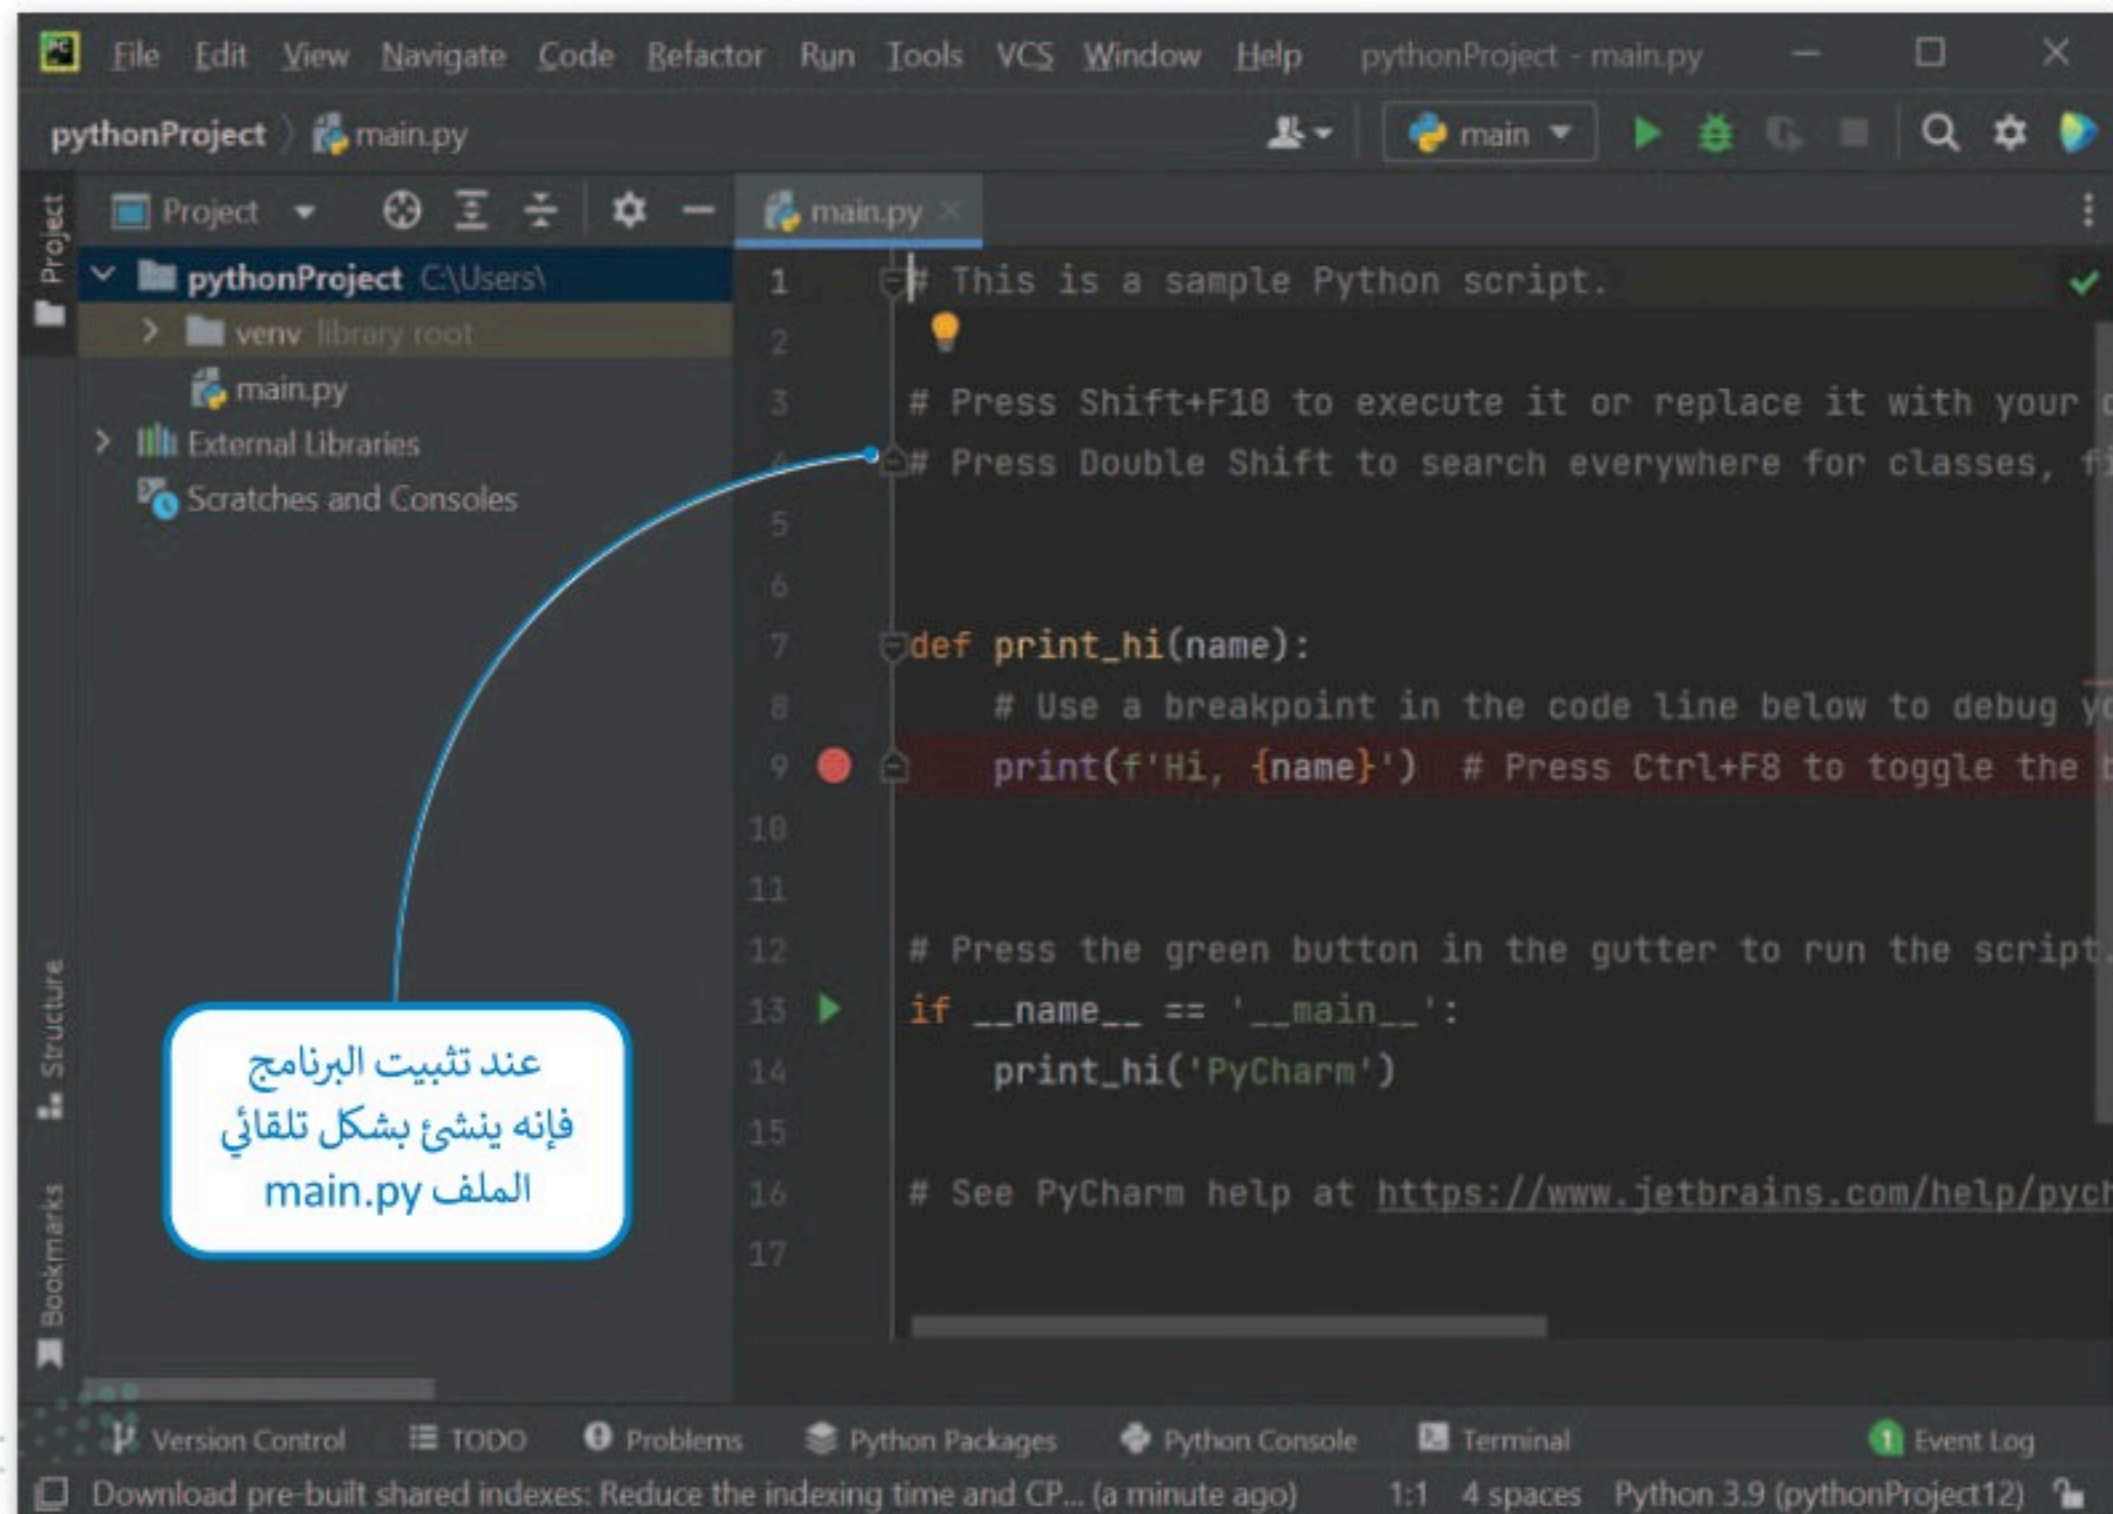 File Edit View Navigate Code Refactor Run Tools VCS Window Help pythonProject - main.py
pythonProject main.py main
Project
Project
main.py
pythonProject C:\Users\
venv library root
main.py
External Libraries
Scratches and Consoles
1 # This is a sample Python script.
2
3 # Press Shift+F10 to execute it or replace it with your
4 # Press Double Shift to search everywhere for classes,
5
6
7 def print_hi(name):
8 # Use a breakpoint in the code line below to debug
9 print(f'Hi, {name}') # Press Ctrl+F8 to toggle the
10
11
12 # Press the green button in the gutter to run the script.
13 if __name__ == '__main__':
14 print_hi('PyCharm')
15
16 # See PyCharm help at https://www.jetbrains.com/help/pych
17
عند تثبيت البرنامج
فإنه ينشئ بشكل تلقائي
الملف main.py
Structure
Bookmarks
Version Control TODO Problems Python Packages Python Console Terminal 1 Event Log
Download pre-built shared indexes: Reduce the indexing time and CP... (a minute ago) 1:1 4 spaces Python 3.9 (pythonProject12)